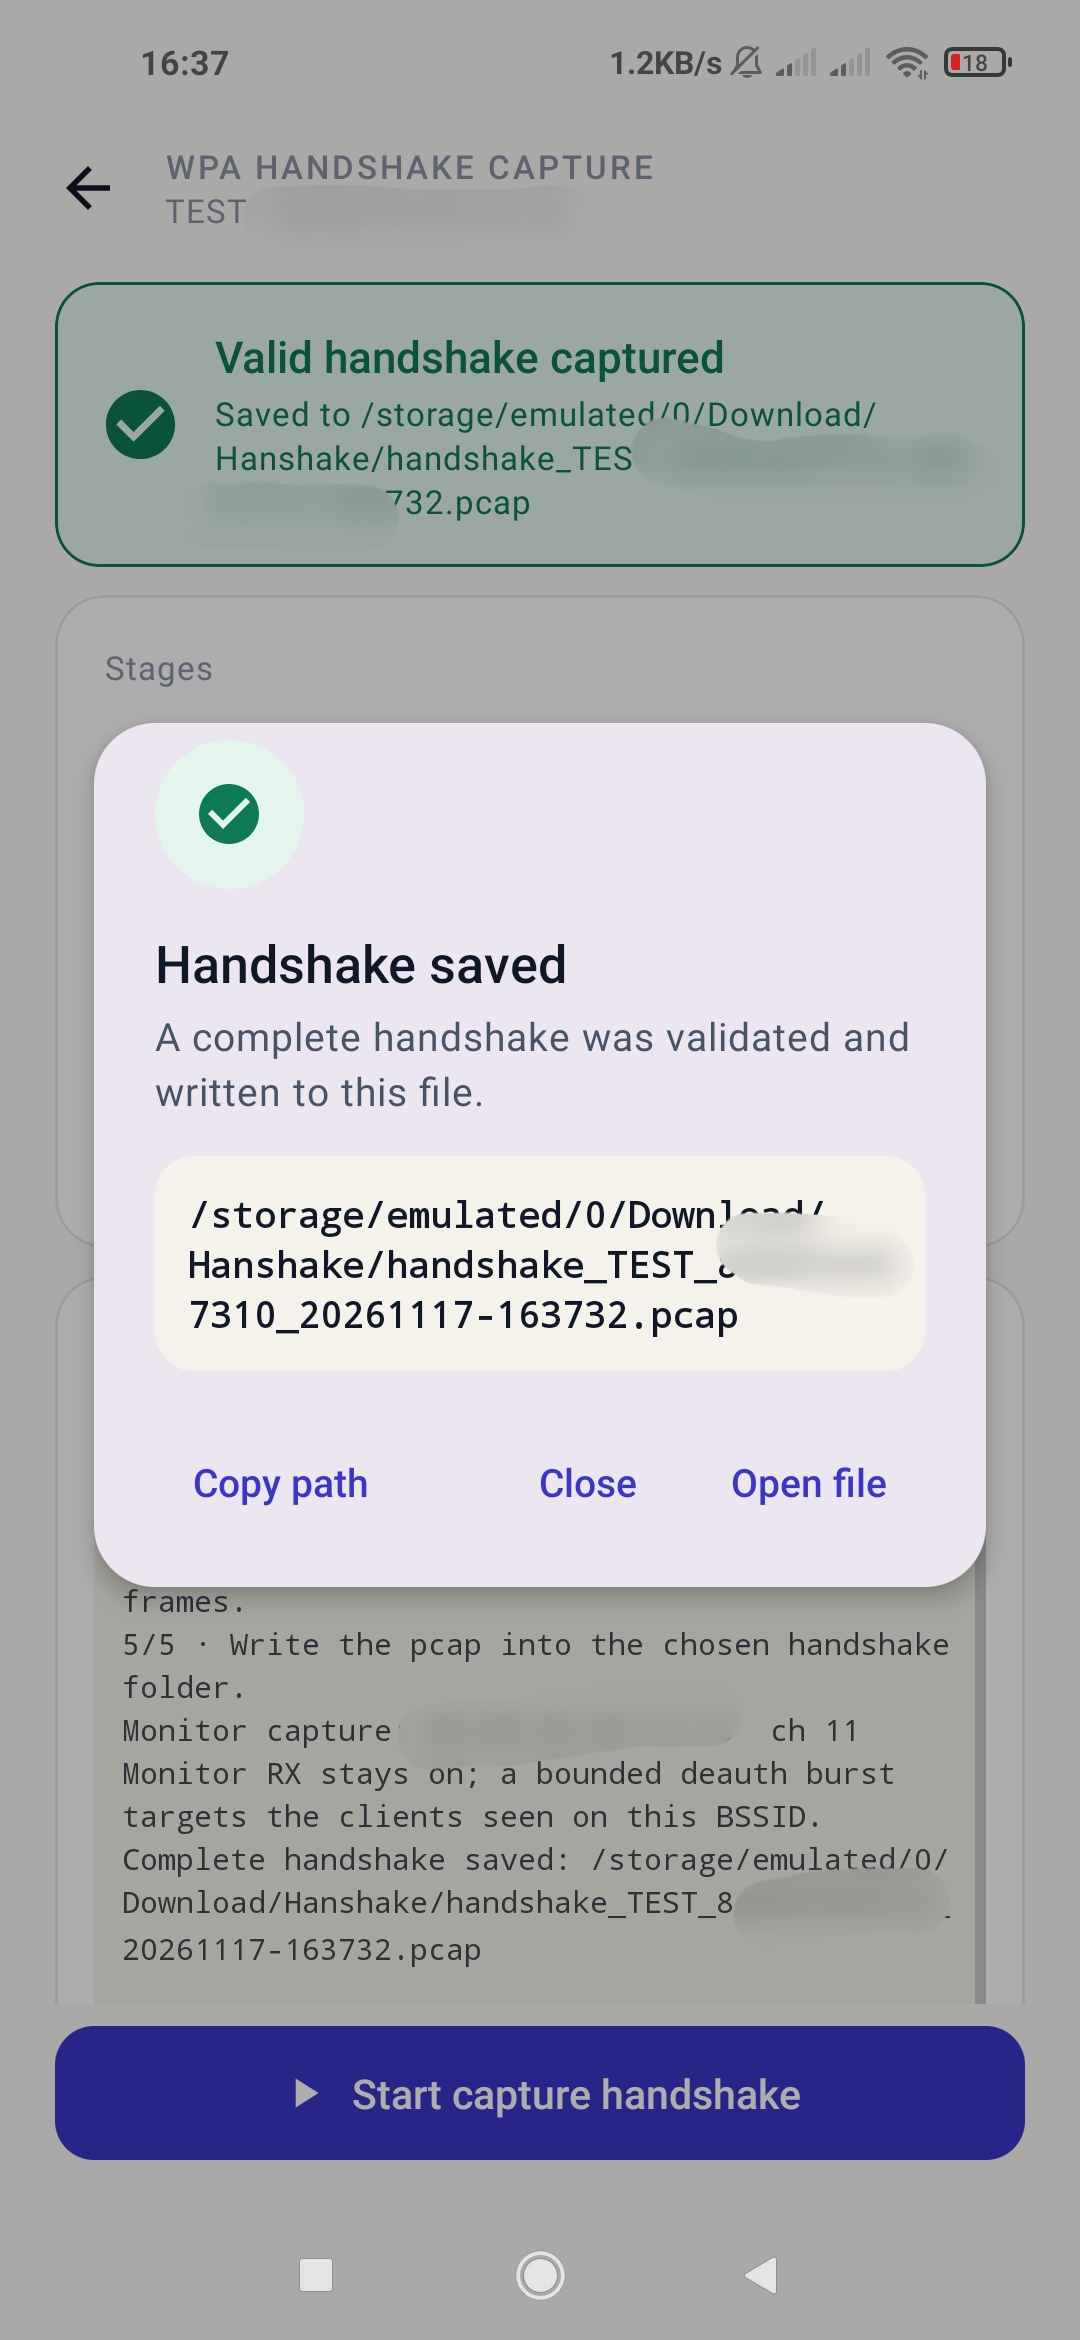 16:37
1.2KB/s
18
WPA HANDSHAKE CAPTURE
TEST
Valid handshake captured
Saved to /storage/emulated/0/Download/
Hanshake/handshake_TES
732.pcap
Stages
Handshake saved
A complete handshake was validated and
written to this file.
/storage/emulated/0/Download/
Hanshake/handshake_TEST_
7310_20261117-163732.pcap
Copy path
Close
Open file
frames.
5/5 · Write the pcap into the chosen handshake
folder.
Monitor capture ch 11
Monitor RX stays on; a bounded deauth burst
targets the clients seen on this BSSID.
Complete handshake saved: /storage/emulated/0/
Download/Hanshake/handshake_TEST_8
20261117-163732.pcap
Start capture handshake